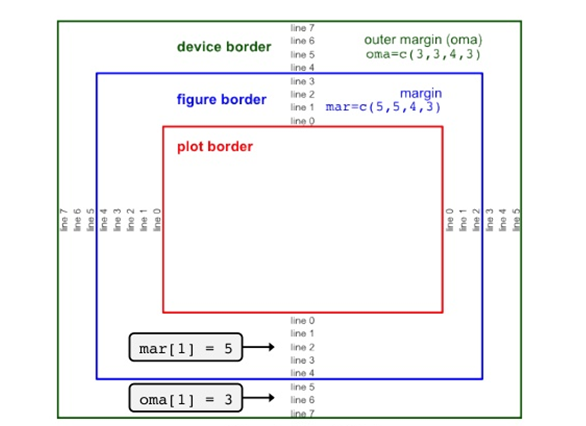 line 7
device border
line 6
outer margin (oma)
line 5
oma=c(3,3,4,3)
line 4
line 3
figure border
line 2
margin
line 1
mar=c(5,5,4,3)
line 0
plot border
line 7
line 6
line 5
line 4
line 3
line 2
line 1
line 0
line 0
line 1
line 2
line 3
line 4
line 5
line 0
line 1
mar[1] = 5
line 2
line 3
line 4
line 5
oma[1] = 3
line 6
line 7